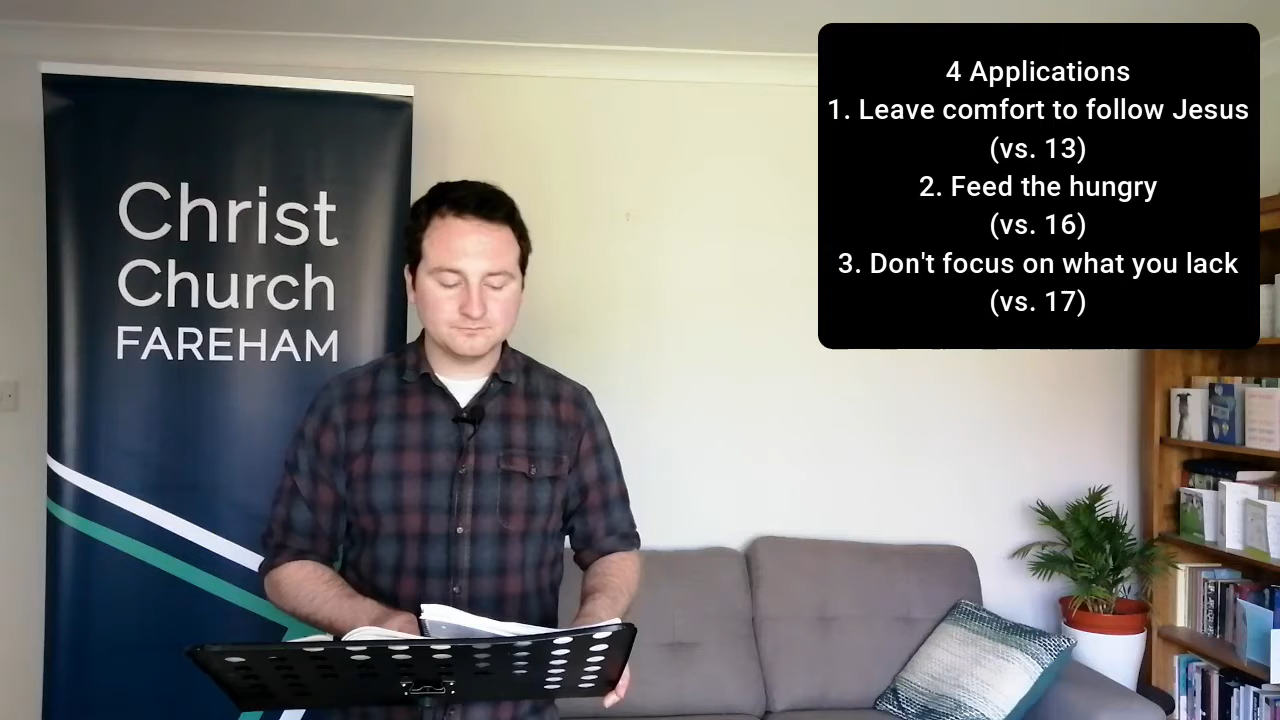 Christ
Church
FAREHAM
4 Applications
1. Leave comfort to follow Jesus
(vs. 13)
2. Feed the hungry
(vs. 16)
3. Don't focus on what you lack
(vs. 17)